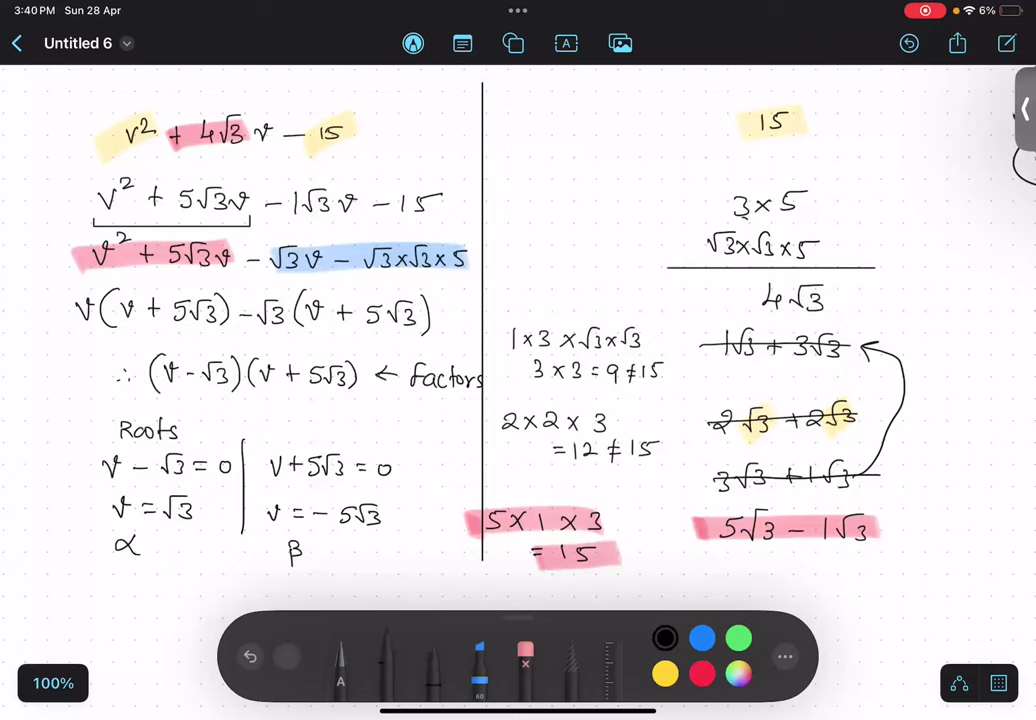 3:40 PM Sun 28 Apr
6%
Untitled 6
v² + 4√3 v − 15
v² + 5√3v − 1√3 v − 15
v² + 5√3v − √3v − √3×√3×5
v(v + 5√3) − √3(v + 5√3)
∴ (v − √3)(v + 5√3) ← factors
Roots
v − √3 = 0
v = √3
α
v + 5√3 = 0
v = − 5√3
β
15
3 × 5
√3×√3×5
4√3
1×3 ×√3×√3
3 × 3 = 9 ≠ 15
1√3 + 3√3
2 × 2 × 3
= 12 ≠ 15
2√3 + 2√3
3√3 + 1√3
5 × 1 × 3
= 15
5√3 − 1√3
A
80
100%
A